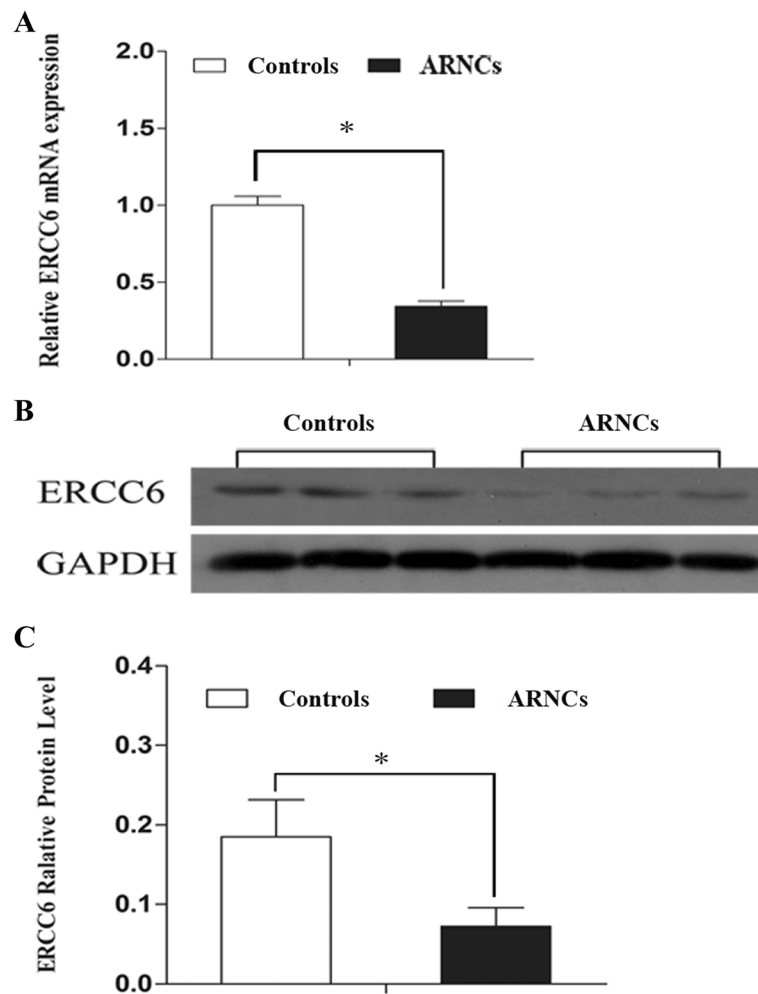 A
Relative ERCC6 mRNA expression
2.0
1.5
1.0
0.5
0.0
Controls
ARNCs
*
B
Controls
ARNCs
ERCC6
GAPDH
C
ERCC6 Ralative Protein Level
0.4
0.3
0.2
0.1
0.0
Controls
ARNCs
*